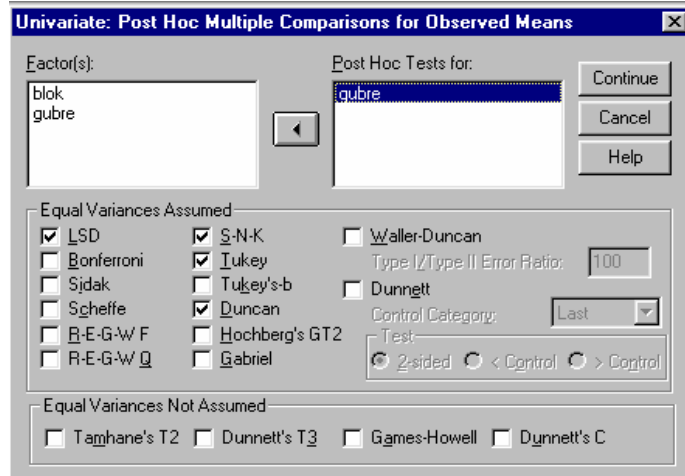 Univariate: Post Hoc Multiple Comparisons for Observed Means
Factor(s):
blok
gubre
Post Hoc Tests for:
gubre
Continue
Cancel
Help
Equal Variances Assumed
LSD S-N-K Waller-Duncan
Bonferroni Tukey Type I/Type II Error Ratio: 100
Sidak Tukey's-b Dunnett
Scheffe Duncan Control Category: Last
R-E-G-W F Hochberg's GT2 Test
R-E-G-W Q Gabriel 2-sided < Control > Control
Equal Variances Not Assumed
Tamhane's T2 Dunnett's T3 Games-Howell Dunnett's C